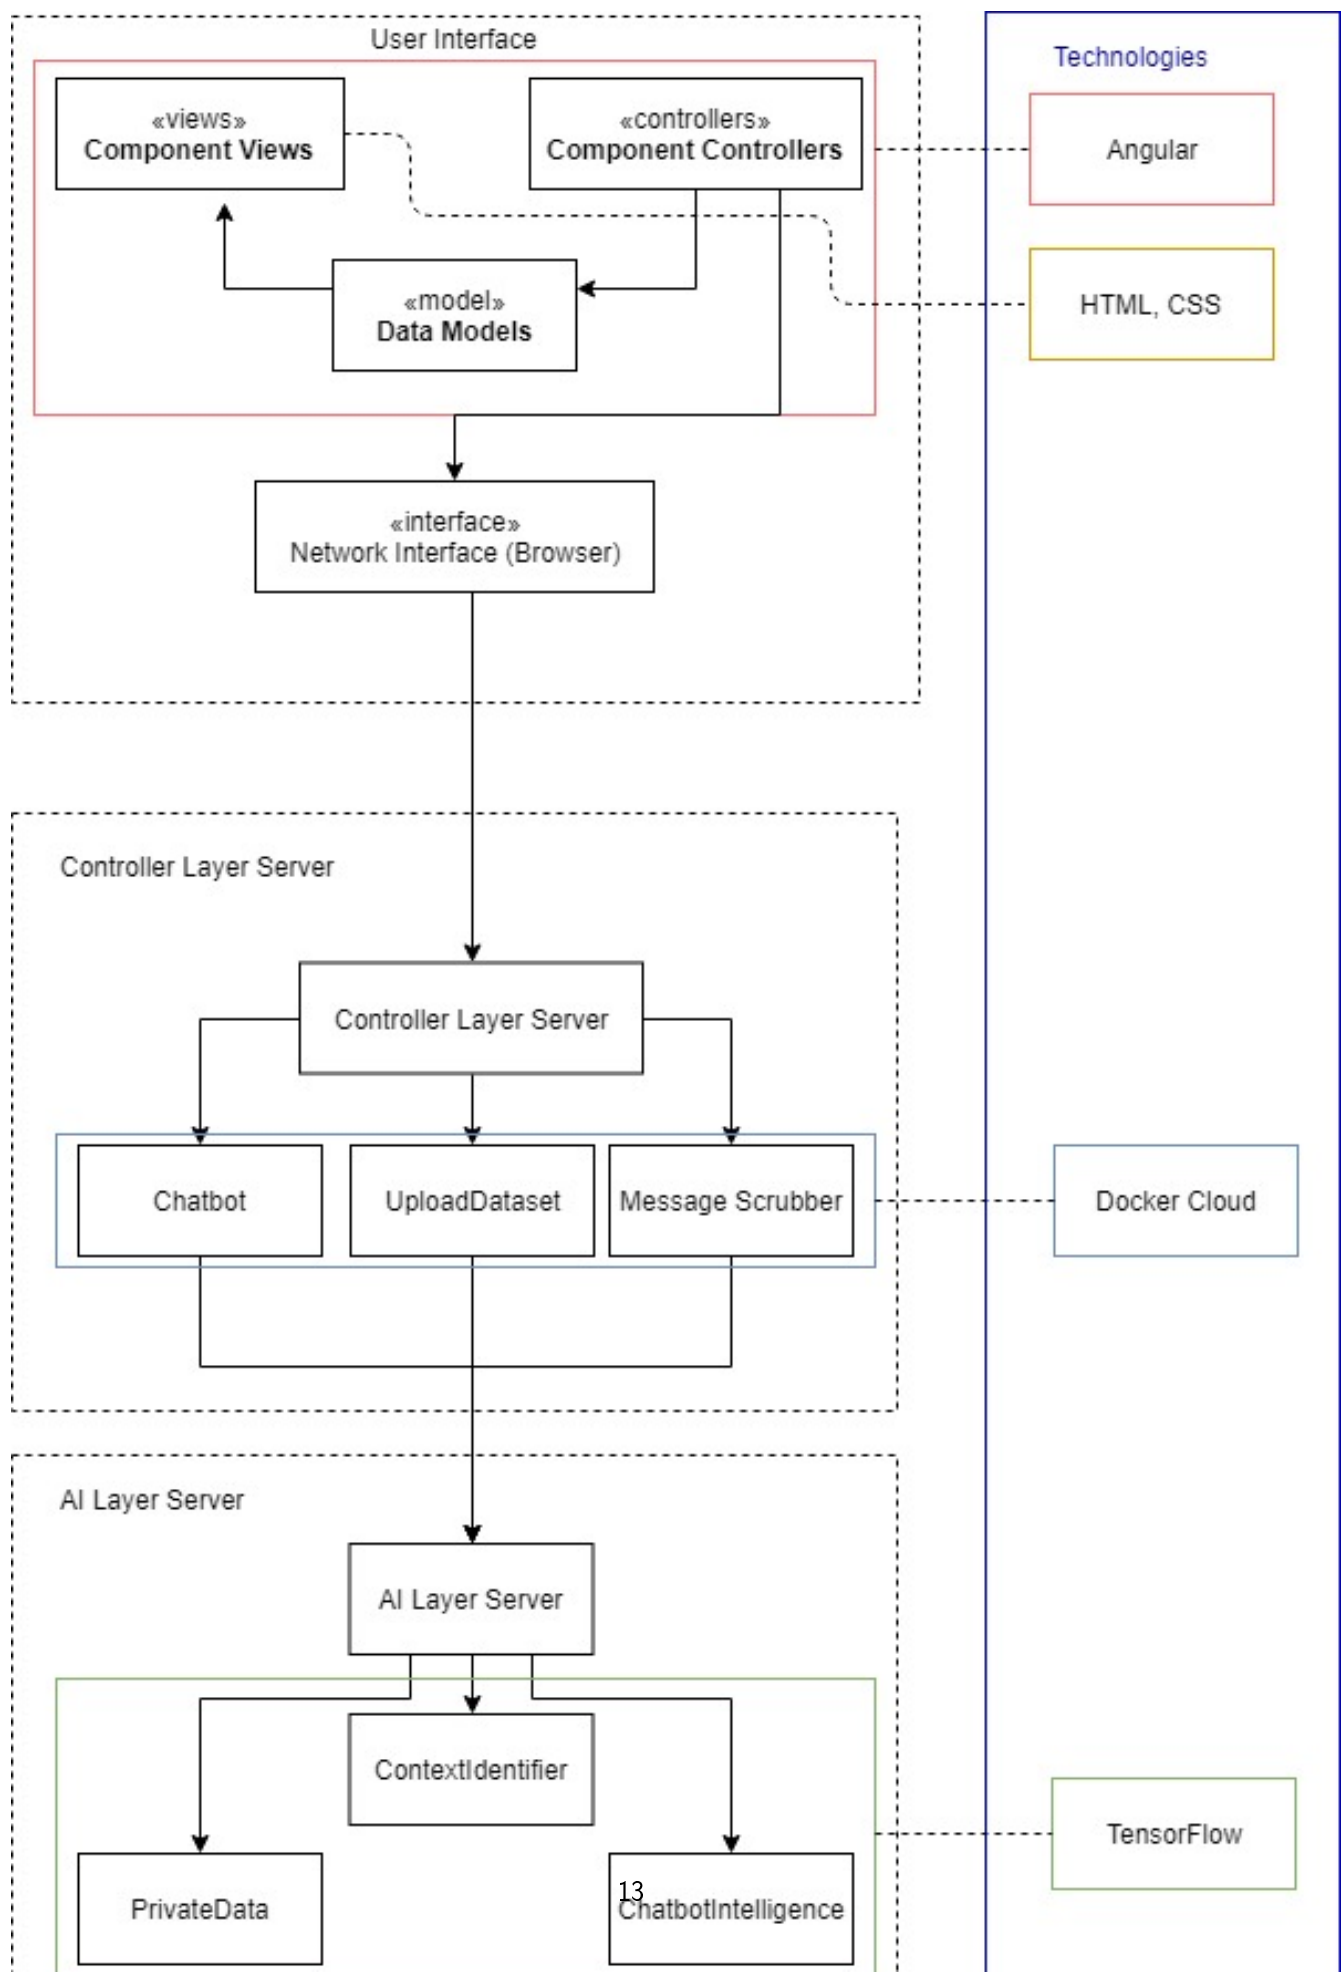 User Interface
Technologies
«views»
Component Views
«controllers»
Component Controllers
Angular
«model»
Data Models
HTML, CSS
«interface»
Network Interface (Browser)
Controller Layer Server
Controller Layer Server
Chatbot
UploadDataset
Message Scrubber
Docker Cloud
AI Layer Server
AI Layer Server
ContextIdentifier
TensorFlow
PrivateData
13
ChatbotIntelligence